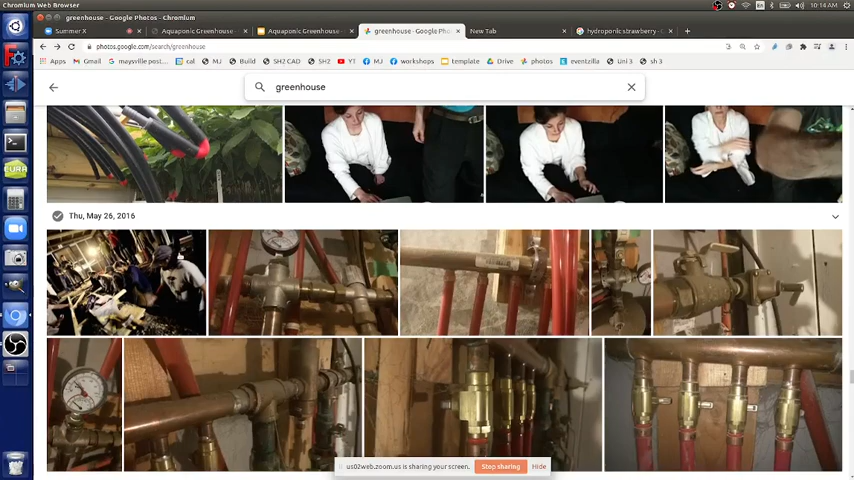 Chromium Web Browser
10:14 AM
greenhouse - Google Photos - Chromium
Summer X
Aquaponic Greenhouse
Aquaponic Greenhouse-
greenhouse - Google Pho
New Tab
hydroponic strawberry - G
photos.google.com/search/greenhouse
Apps
Gmail
maysville post...
cal
MJ
Build
SH2 CAD
SH2
YT
MJ
workshops
template
Drive
photos
eventzilla
Uni 3
sh 3
greenhouse
Thu, May 26, 2016
us02web.zoom.us is sharing your screen.
Stop sharing
Hide
CURA